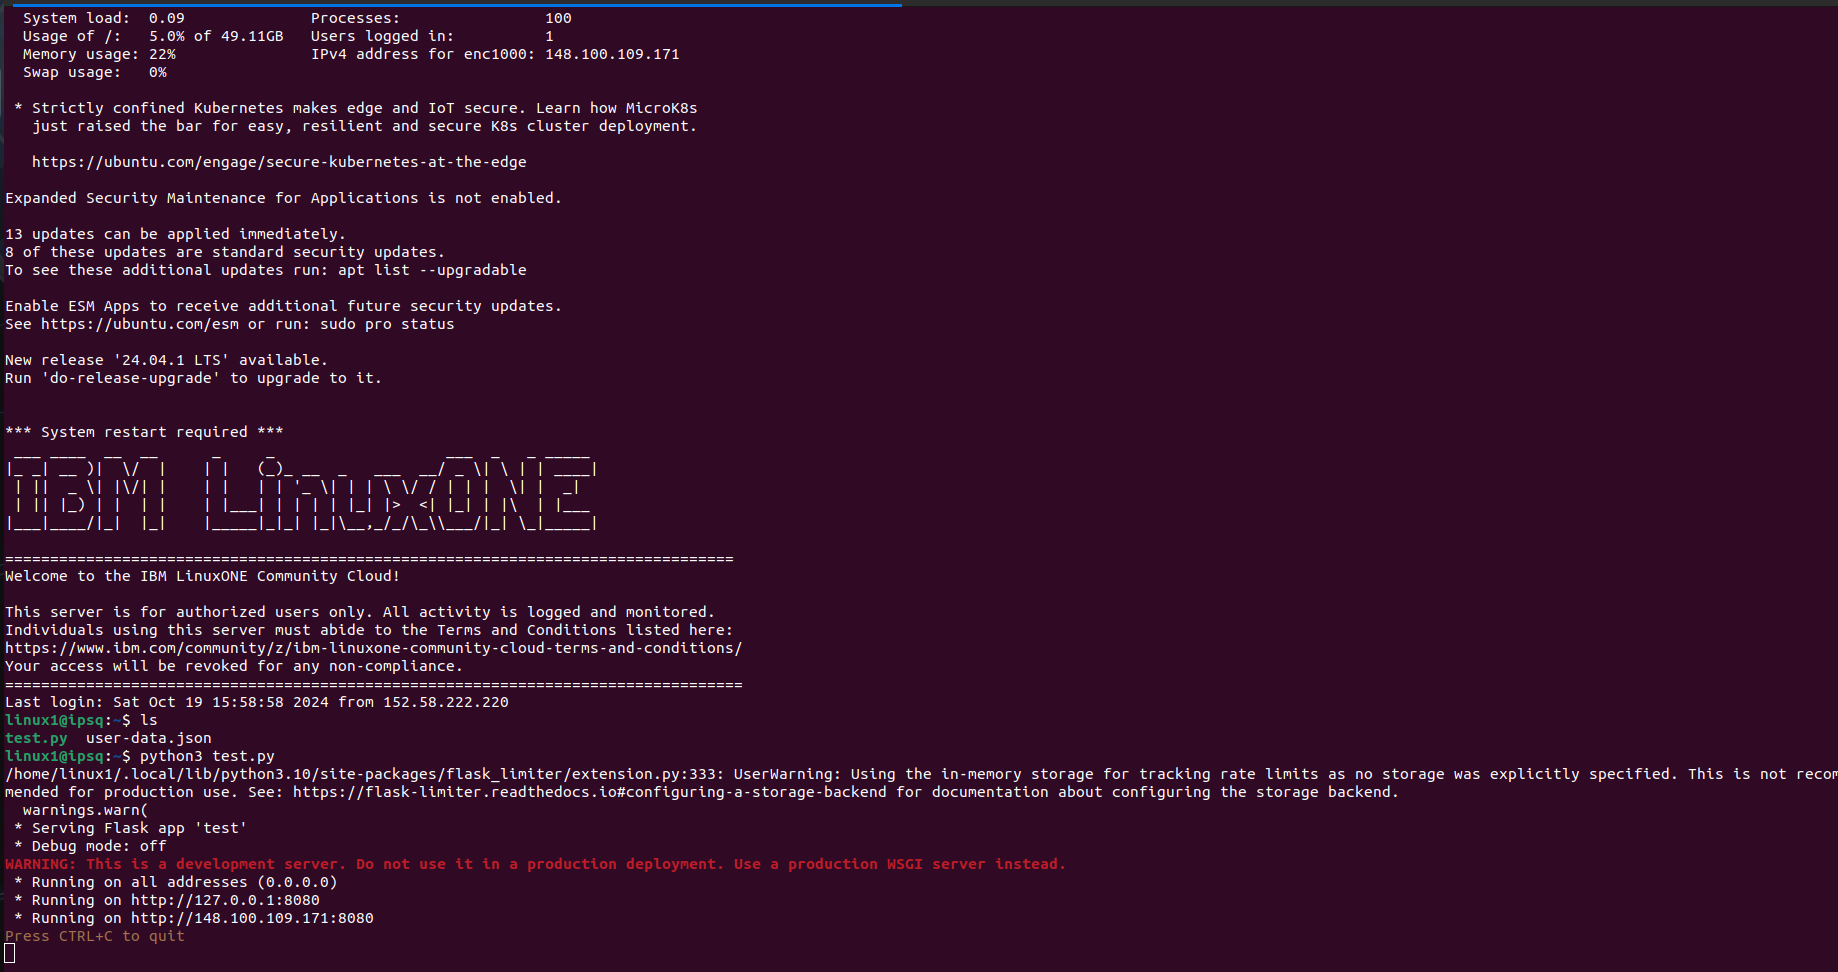 System load:  0.09              Processes:                100
Usage of /:   5.0% of 49.11GB   Users logged in:          1
Memory usage: 22%               IPv4 address for enc1000: 148.100.109.171
Swap usage:   0%
* Strictly confined Kubernetes makes edge and IoT secure. Learn how MicroK8s
just raised the bar for easy, resilient and secure K8s cluster deployment.
https://ubuntu.com/engage/secure-kubernetes-at-the-edge
Expanded Security Maintenance for Applications is not enabled.
13 updates can be applied immediately.
8 of these updates are standard security updates.
To see these additional updates run: apt list --upgradable
Enable ESM Apps to receive additional future security updates.
See https://ubuntu.com/esm or run: sudo pro status
New release '24.04.1 LTS' available.
Run 'do-release-upgrade' to upgrade to it.
*** System restart required ***
IBM LinuxONE
=================================================================================
Welcome to the IBM LinuxONE Community Cloud!
This server is for authorized users only. All activity is logged and monitored.
Individuals using this server must abide to the Terms and Conditions listed here:
https://www.ibm.com/community/z/ibm-linuxone-community-cloud-terms-and-conditions/
Your access will be revoked for any non-compliance.
==================================================================================
Last login: Sat Oct 19 15:58:58 2024 from 152.58.222.220
linux1@ipsq:~$ ls
test.py  user-data.json
linux1@ipsq:~$ python3 test.py
/home/linux1/.local/lib/python3.10/site-packages/flask_limiter/extension.py:333: UserWarning: Using the in-memory storage for tracking rate limits as no storage was explicitly specified. This is not recom
mended for production use. See: https://flask-limiter.readthedocs.io#configuring-a-storage-backend for documentation about configuring the storage backend.
warnings.warn(
* Serving Flask app 'test'
* Debug mode: off
WARNING: This is a development server. Do not use it in a production deployment. Use a production WSGI server instead.
* Running on all addresses (0.0.0.0)
* Running on http://127.0.0.1:8080
* Running on http://148.100.109.171:8080
Press CTRL+C to quit